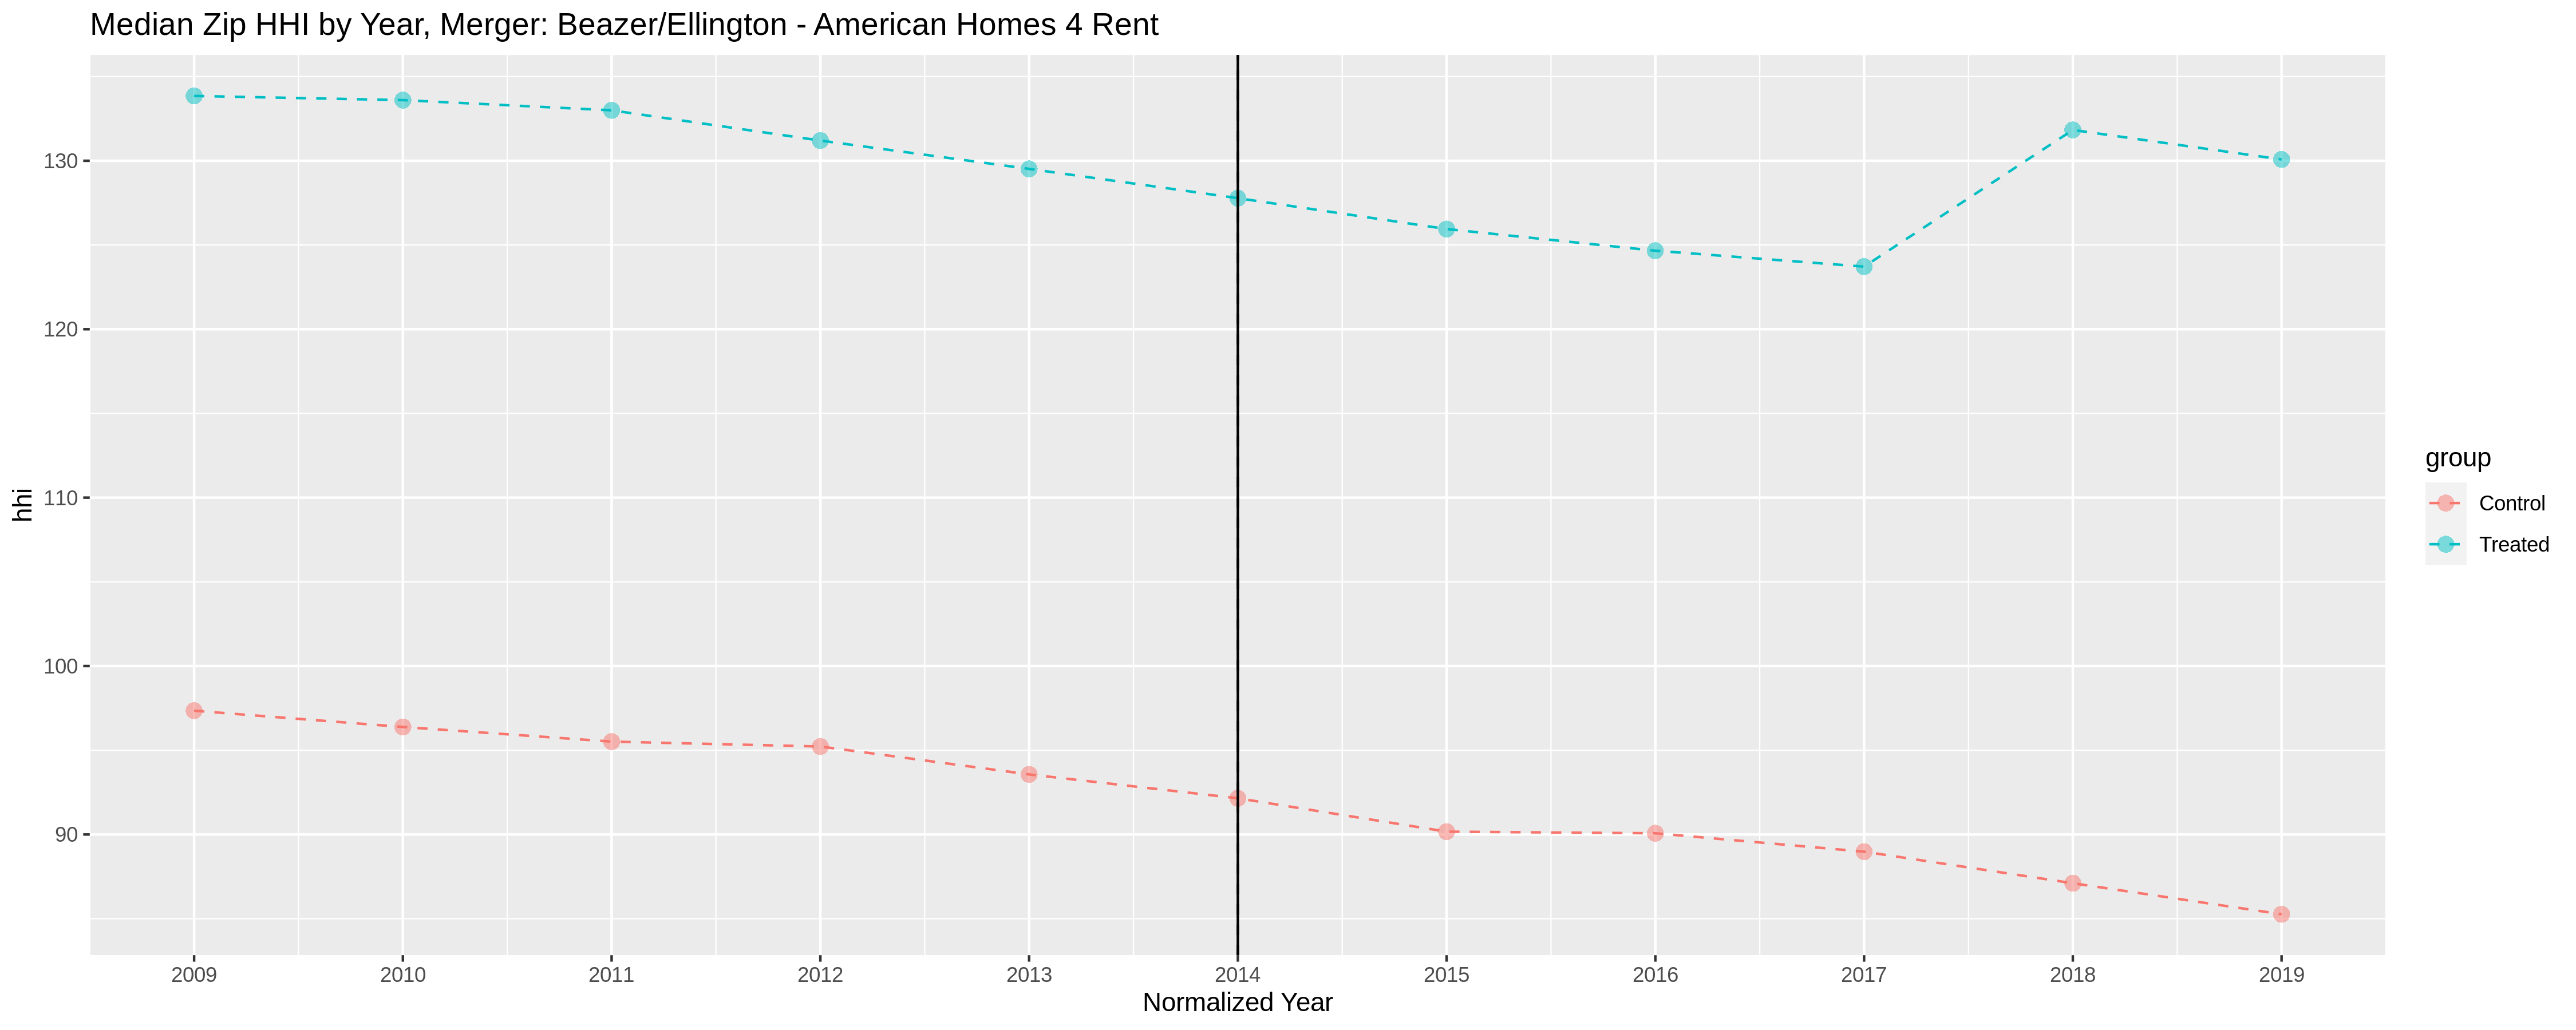 Median Zip HHI by Year, Merger: Beazer/Ellington - American Homes 4 Rent
hhi
130
120
110
100
90
2009 2010 2011 2012 2013 2014 2015 2016 2017 2018 2019
Normalized Year
group
Control
Treated